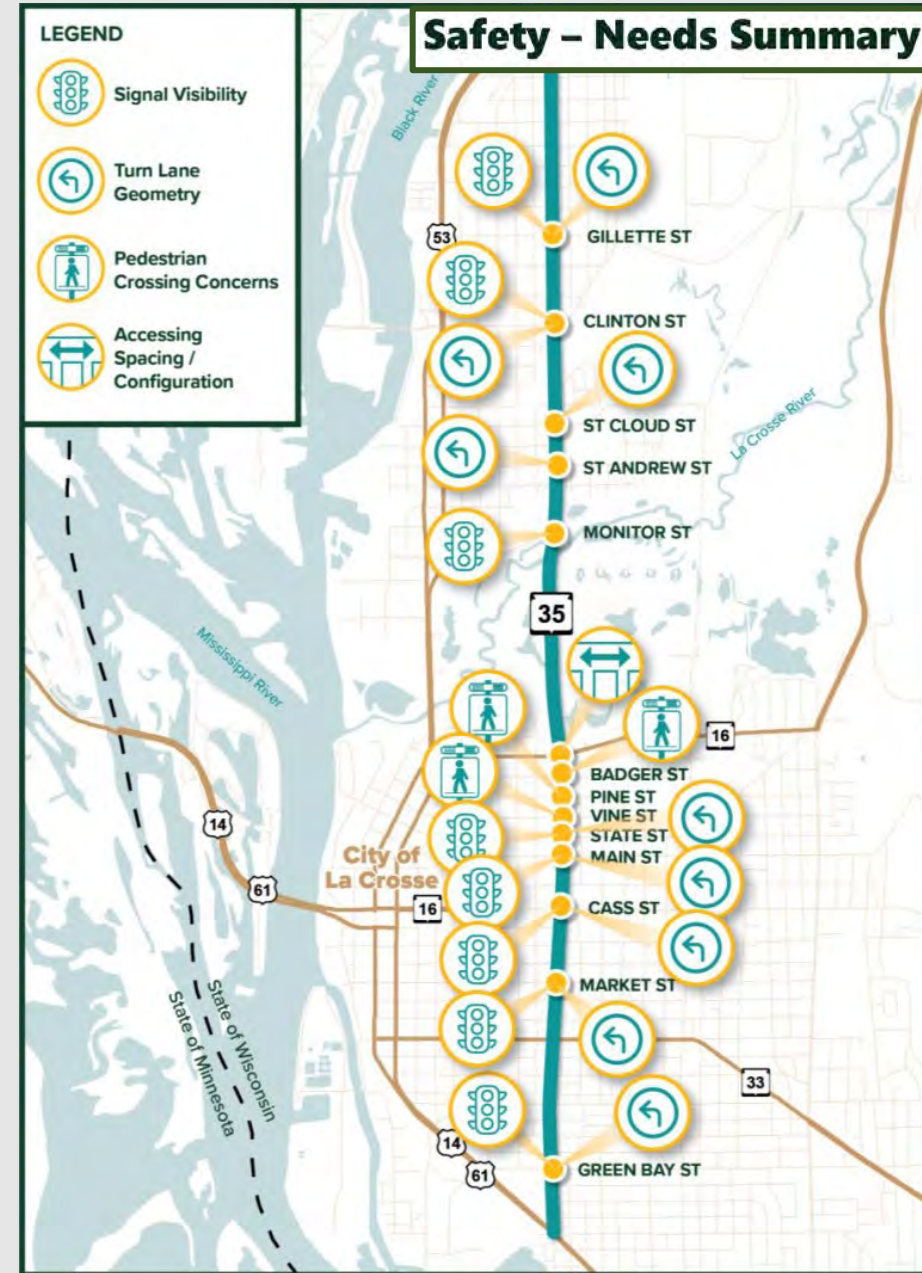 Safety – Needs Summary
LEGEND
Signal Visibility
Turn Lane
Geometry
Pedestrian
Crossing Concerns
Accessing
Spacing /
Configuration
Black River
53
GILLETTE ST
CLINTON ST
ST CLOUD ST
La Crosse River
ST ANDREW ST
MONITOR ST
35
Mississippi River
16
BADGER ST
PINE ST
VINE ST
STATE ST
MAIN ST
14
City of
La Crosse
61
16
CASS ST
MARKET ST
State of Wisconsin
State of Minnesota
33
14
61
GREEN BAY ST